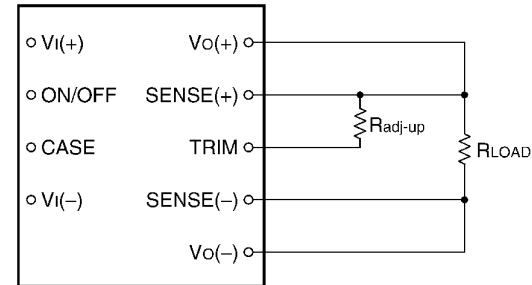 VI(+)
VO(+)
ON/OFF
SENSE(+)
Radj-up
CASE
TRIM
RLOAD
VI(–)
SENSE(–)
VO(–)